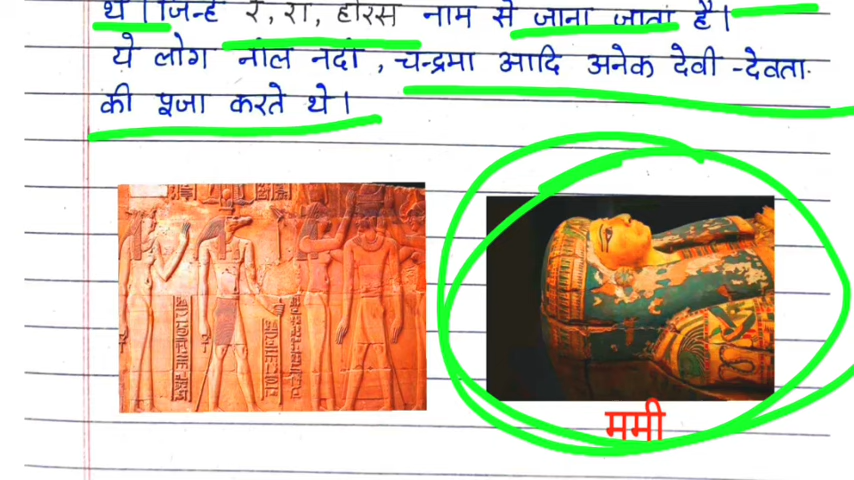 थे। जिन्हें रे, रा, होरस नाम से जाना जाता है।
ये लोग नील नदी, चन्द्रमा आदि अनेक देवी-देवता
की पूजा करते थे।
ममी